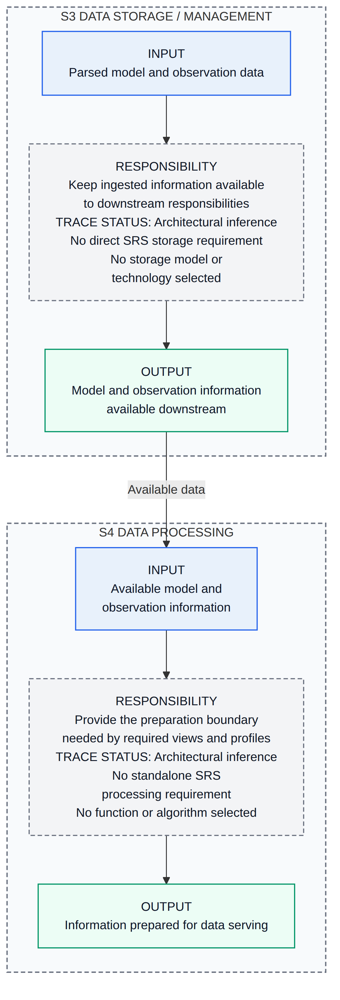 S3 DATA STORAGE / MANAGEMENT
INPUT
Parsed model and observation data
RESPONSIBILITY
Keep ingested information available
to downstream responsibilities
TRACE STATUS: Architectural inference
No direct SRS storage requirement
No storage model or
technology selected
OUTPUT
Model and observation information
available downstream
Available data
S4 DATA PROCESSING
INPUT
Available model and
observation information
RESPONSIBILITY
Provide the preparation boundary
needed by required views and profiles
TRACE STATUS: Architectural inference
No standalone SRS
processing requirement
No function or algorithm selected
OUTPUT
Information prepared for data serving